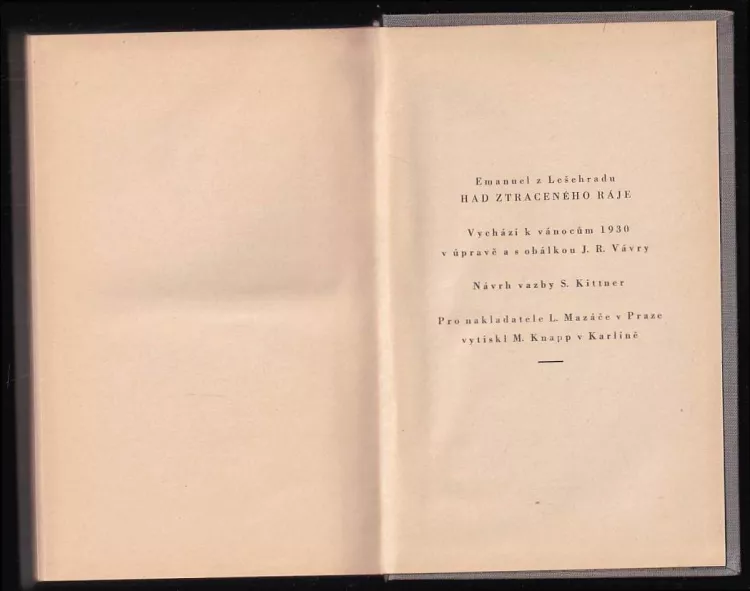 Emanuel z Lešehradu
HAD ZTRACENÉHO RÁJE
Vychází k vánocům 1930
v úpravě a s obálkou J. R. Vávry
Návrh vazby S. Kittner
Pro nakladatele L. Mazáče v Praze
vytiskl M. Knapp v Karlíně